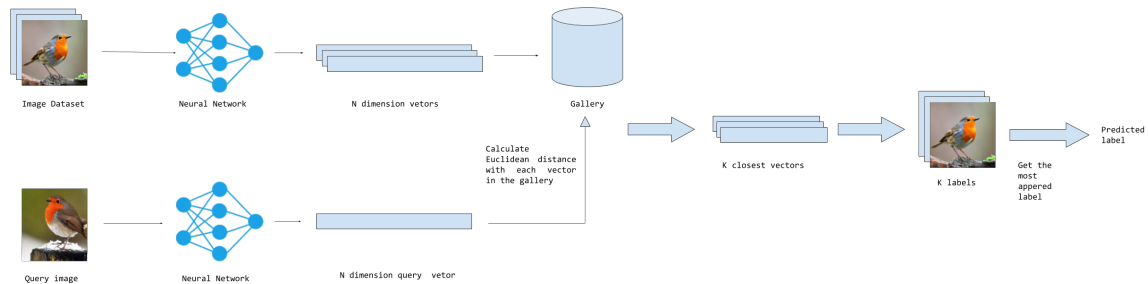 Image Dataset
Neural Network
N dimension vetors
Gallery
Calculate
Euclidean distance
with each vector
in the gallery
K closest vectors
K labels
Get the
most
appered
label
Predicted
label
Query image
Neural Network
N dimension query vetor